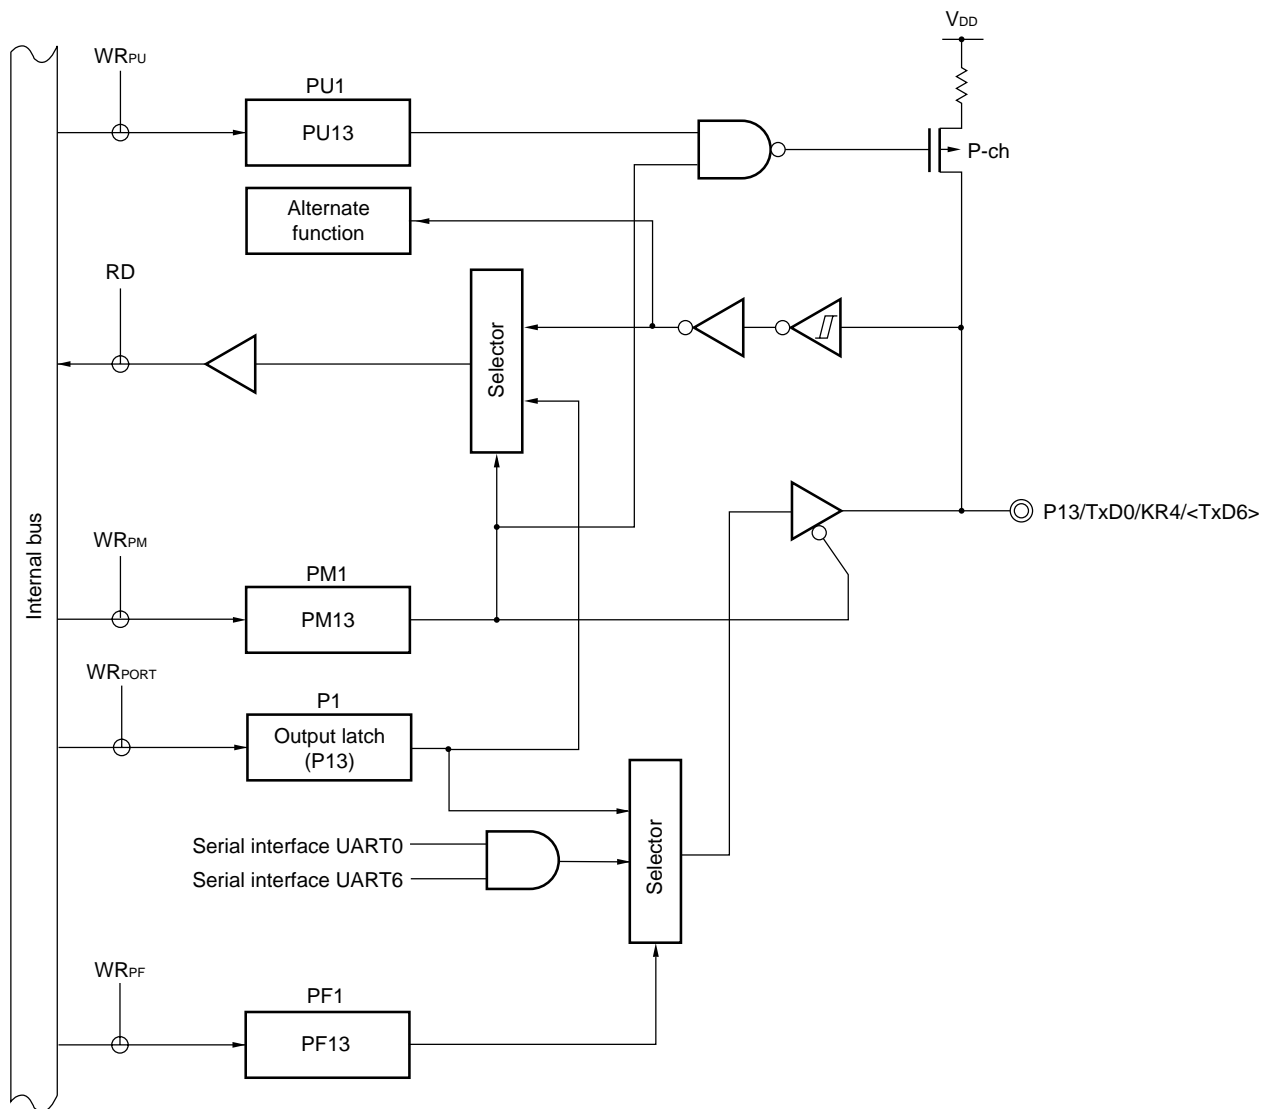 VDD
WRPU
PU1
PU13
P-ch
Alternate
function
RD
Selector
P13/TxD0/KR4/<TxD6>
Internal bus
WRPM
PM1
PM13
WRPORT
P1
Output latch
(P13)
Serial interface UART0
Serial interface UART6
Selector
WRPF
PF1
PF13